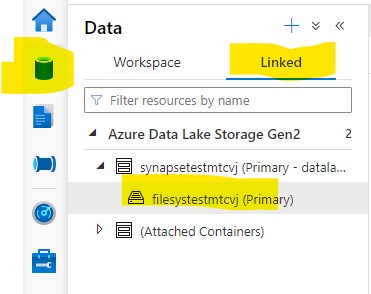 Data
Workspace Linked
Filter resources by name
Azure Data Lake Storage Gen2 2
synapsetestmtcvj (Primary - datala...
filesystestmtcvj (Primary)
(Attached Containers)